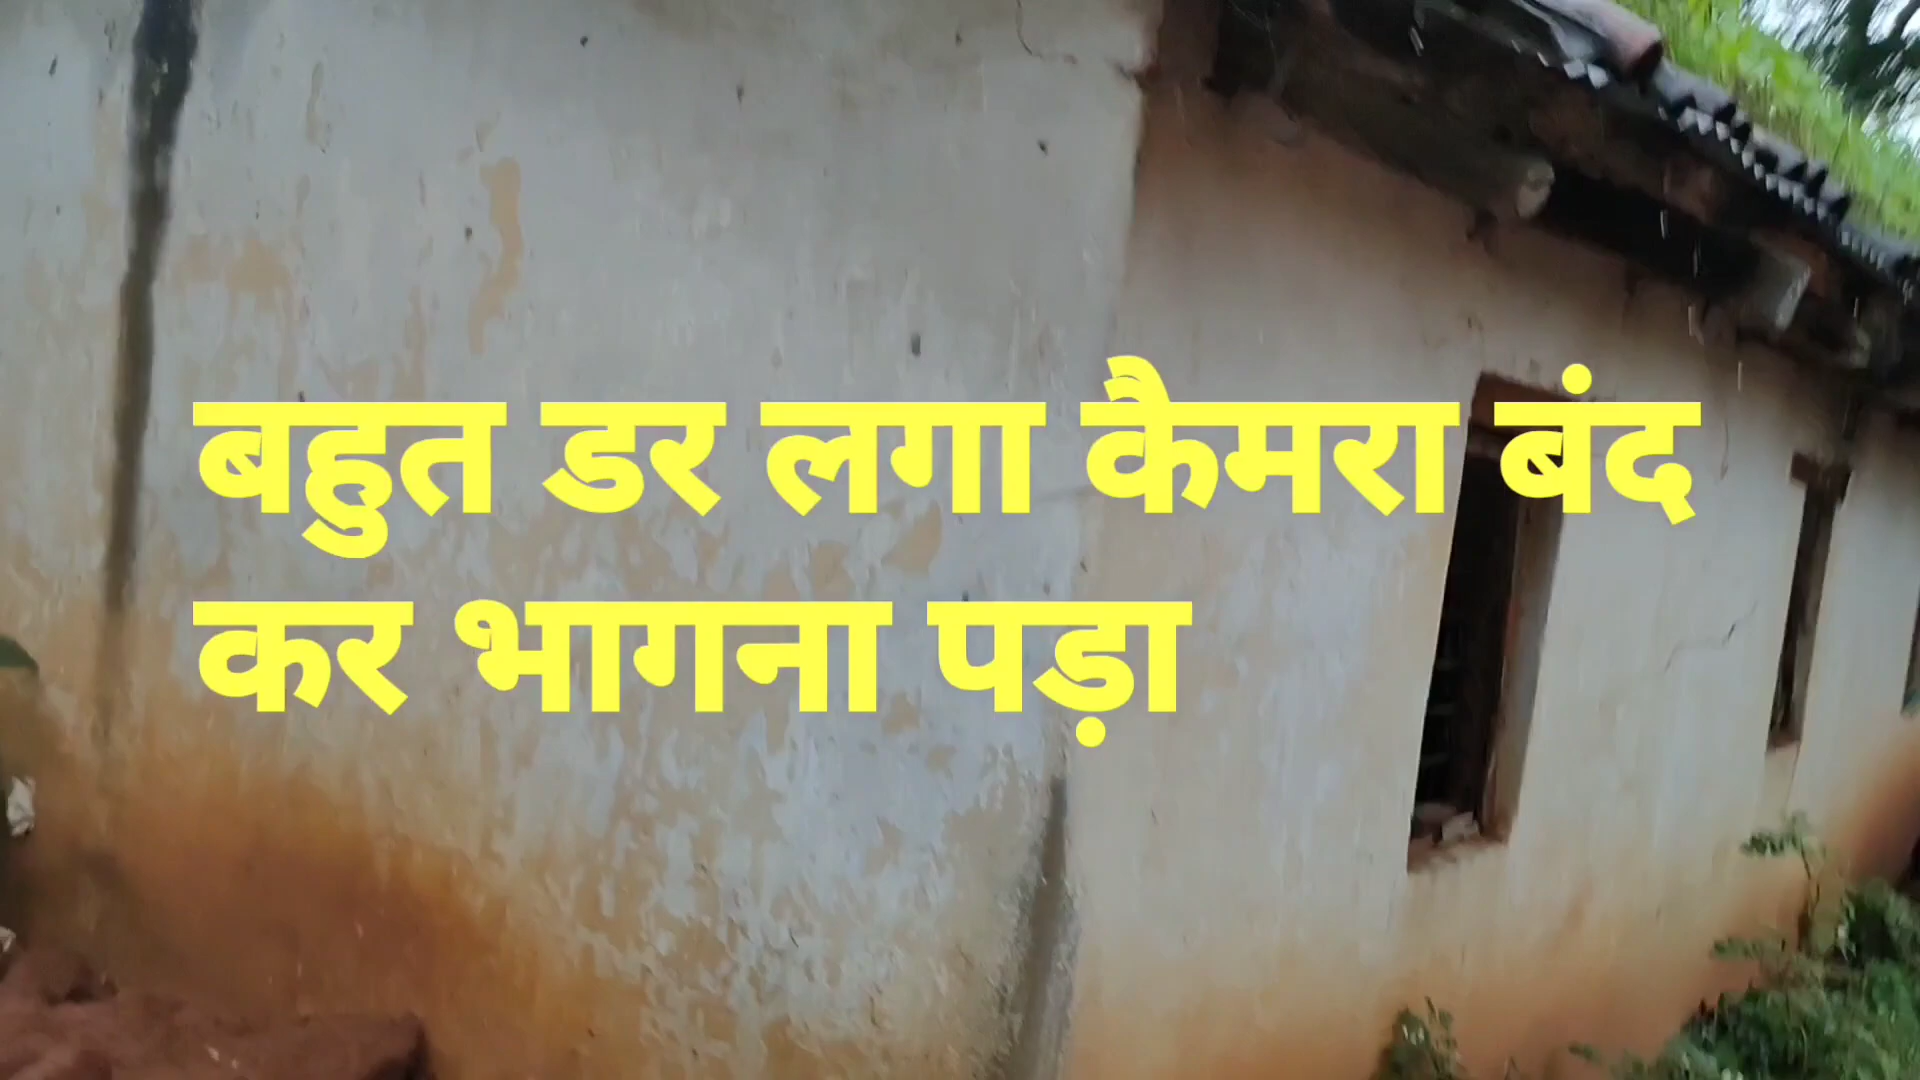 बहुत डर लगा कैमरा बंद
कर भागना पड़ा